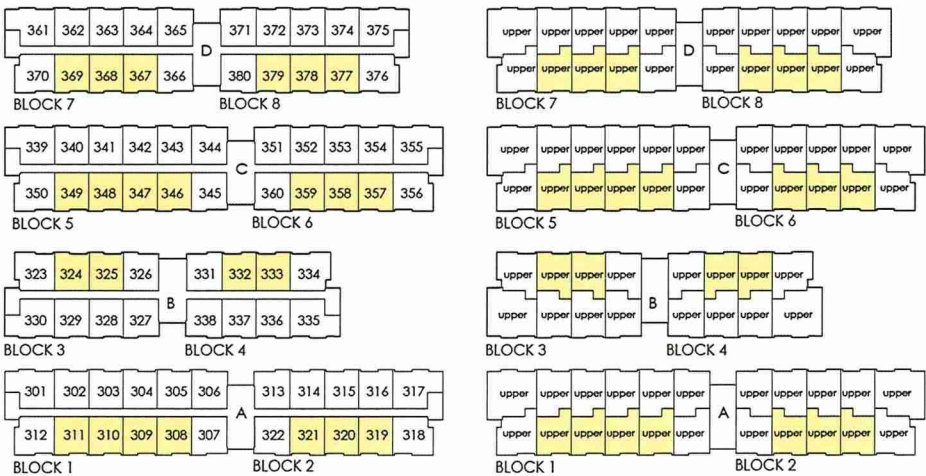 361 362 363 364 365 371 372 373 374 375
D
370 369 368 367 366 380 379 378 377 376
BLOCK 7 BLOCK 8
339 340 341 342 343 344 351 352 353 354 355
C
350 349 348 347 346 345 360 359 358 357 356
BLOCK 5 BLOCK 6
323 324 325 326 331 332 333 334
B
330 329 328 327 338 337 336 335
BLOCK 3 BLOCK 4
301 302 303 304 305 306 313 314 315 316 317
A
312 311 310 309 308 307 322 321 320 319 318
BLOCK 1 BLOCK 2
upper upper upper upper upper upper upper upper upper
D
upper upper upper upper upper upper upper upper upper upper
BLOCK 7 BLOCK 8
upper upper upper upper upper upper upper upper upper upper
C
upper upper upper upper upper upper upper upper upper upper upper
BLOCK 5 BLOCK 6
upper upper upper upper upper upper upper upper
B
upper upper upper upper upper upper upper upper
BLOCK 3 BLOCK 4
upper upper upper upper upper upper upper upper upper upper
A
upper upper upper upper upper upper upper upper upper upper upper
BLOCK 1 BLOCK 2